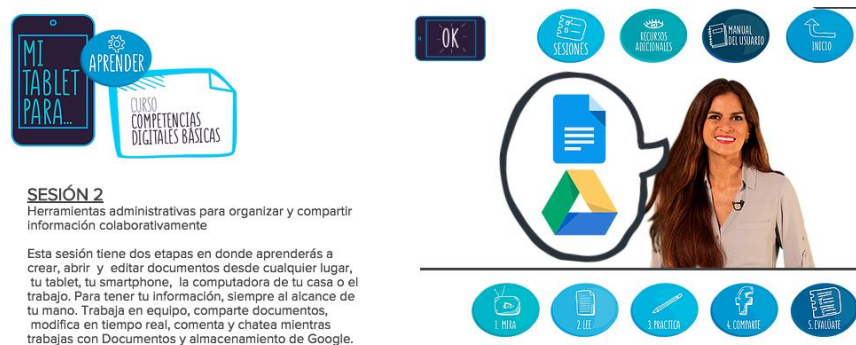 MI
TABLET
PARA...
APRENDER
CURSO
COMPETENCIAS
DIGITALES BÁSICAS
SESIÓN 2
Herramientas administrativas para organizar y compartir
información colaborativamente
Esta sesión tiene dos etapas en donde aprenderás a
crear, abrir y editar documentos desde cualquier lugar,
tu tablet, tu smartphone, la computadora de tu casa o el
trabajo. Para tener tu información, siempre al alcance de
tu mano. Trabaja en equipo, comparte documentos,
modifica en tiempo real, comenta y chatea mientras
trabajas con Documentos y almacenamiento de Google.
OK
SESIONES
RECURSOS
ADICIONALES
MANUAL
DEL USUARIO
INICIO
1. MIRA
2. LEE
3. PRACTICA
4. COMPARTE
5. EVALÚATE